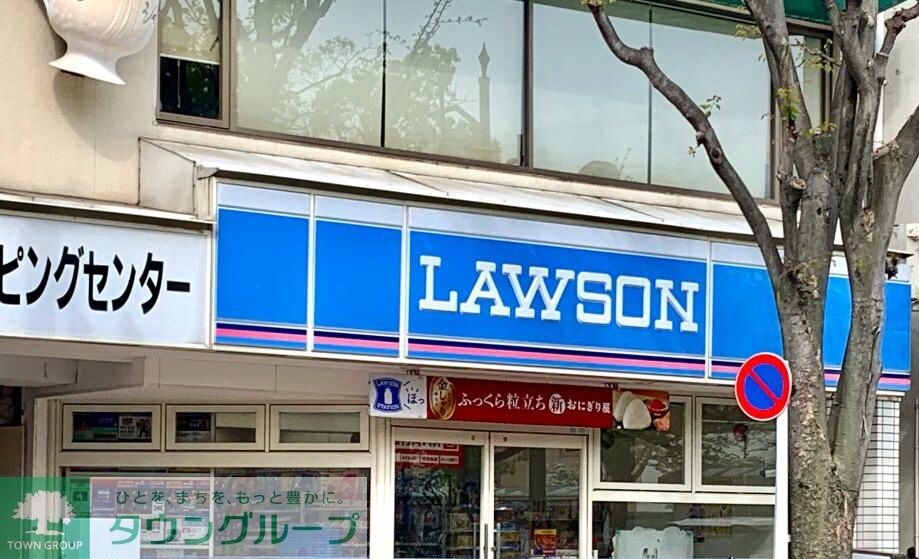 ピングセンター
LAWSON
LAWSON
STATION
ほっ
金しゃり
ふっくら粒立ち 新 おにぎり屋
ひとを、まちを、もっと豊かに。
タウングループ
TOWN GROUP